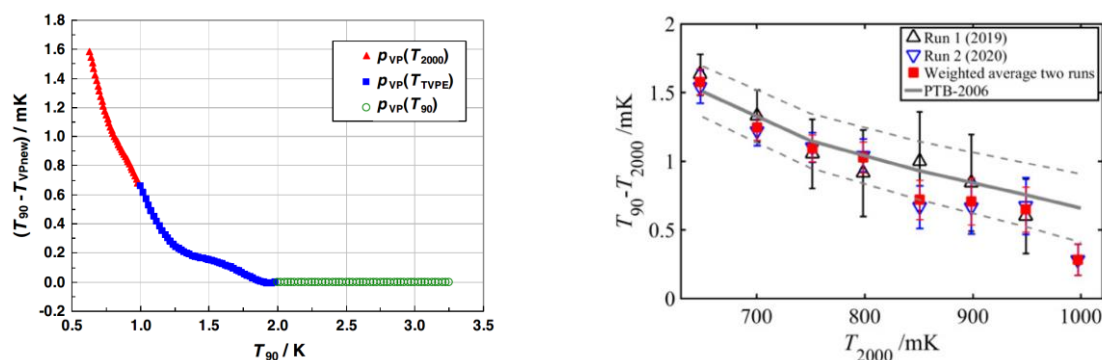 (T90 - TVPnew) / mK
1.8
1.6
1.4
1.2
1.0
0.8
0.6
0.4
0.2
0.0
-0.2
0.5 1.0 1.5 2.0 2.5 3.0 3.5
T90 / K
pVP(T2000)
pVP(TTVPE)
pVP(T90)
T90-T2000 /mK
2
1.5
1
0.5
0
700 800 900 1000
T2000 /mK
Run 1 (2019)
Run 2 (2020)
Weighted average two runs
PTB-2006